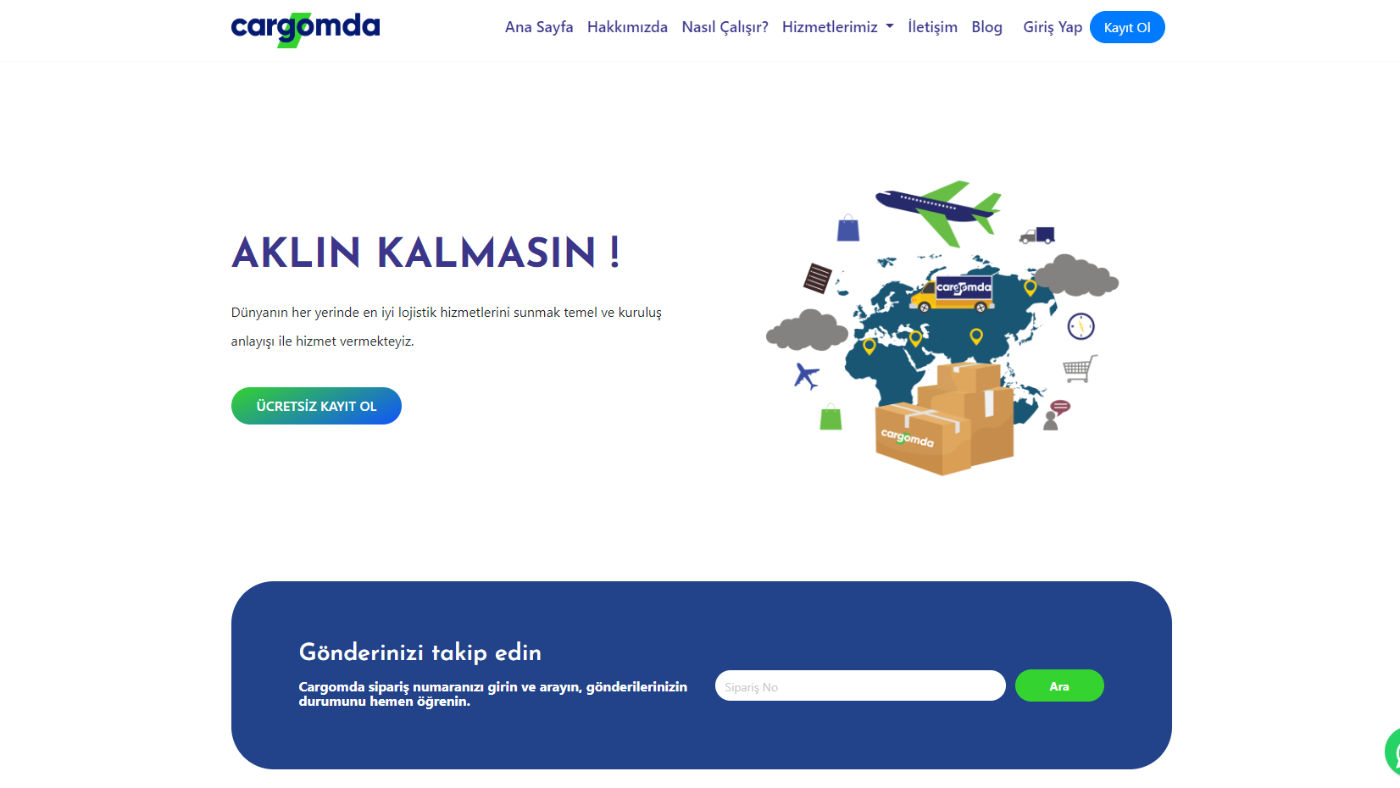 cargomda
Ana Sayfa Hakkımızda Nasıl Çalışır? Hizmetlerimiz İletişim Blog Giriş Yap Kayıt Ol
AKLIN KALMASIN !
Dünyanın her yerinde en iyi lojistik hizmetlerini sunmak temel ve kuruluş
anlayışı ile hizmet vermekteyiz.
ÜCRETSİZ KAYIT OL
cargomda
cargomda
Gönderinizi takip edin
Cargomda sipariş numaranızı girin ve arayın, gönderilerinizin
durumunu hemen öğrenin.
Sipariş No
Ara